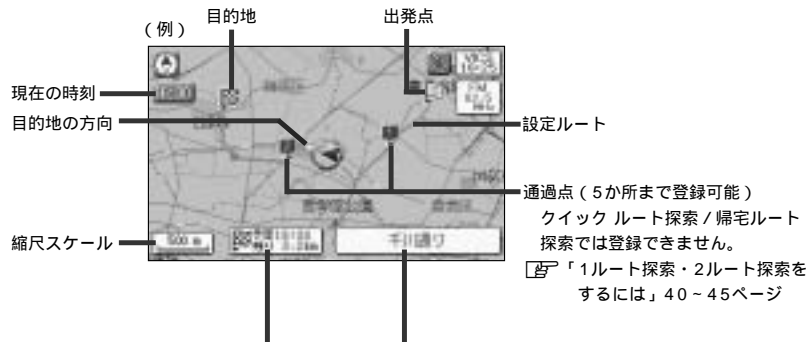 (例)
目的地
出発点
現在の時刻
目的地の方向
設定ルート
通過点(5か所まで登録可能)
クイック ルート探索/帰宅ルート
探索では登録できません。
「1ルート探索・2ルート探索を
するには」40~45ページ
縮尺スケール
500 m
千川通り